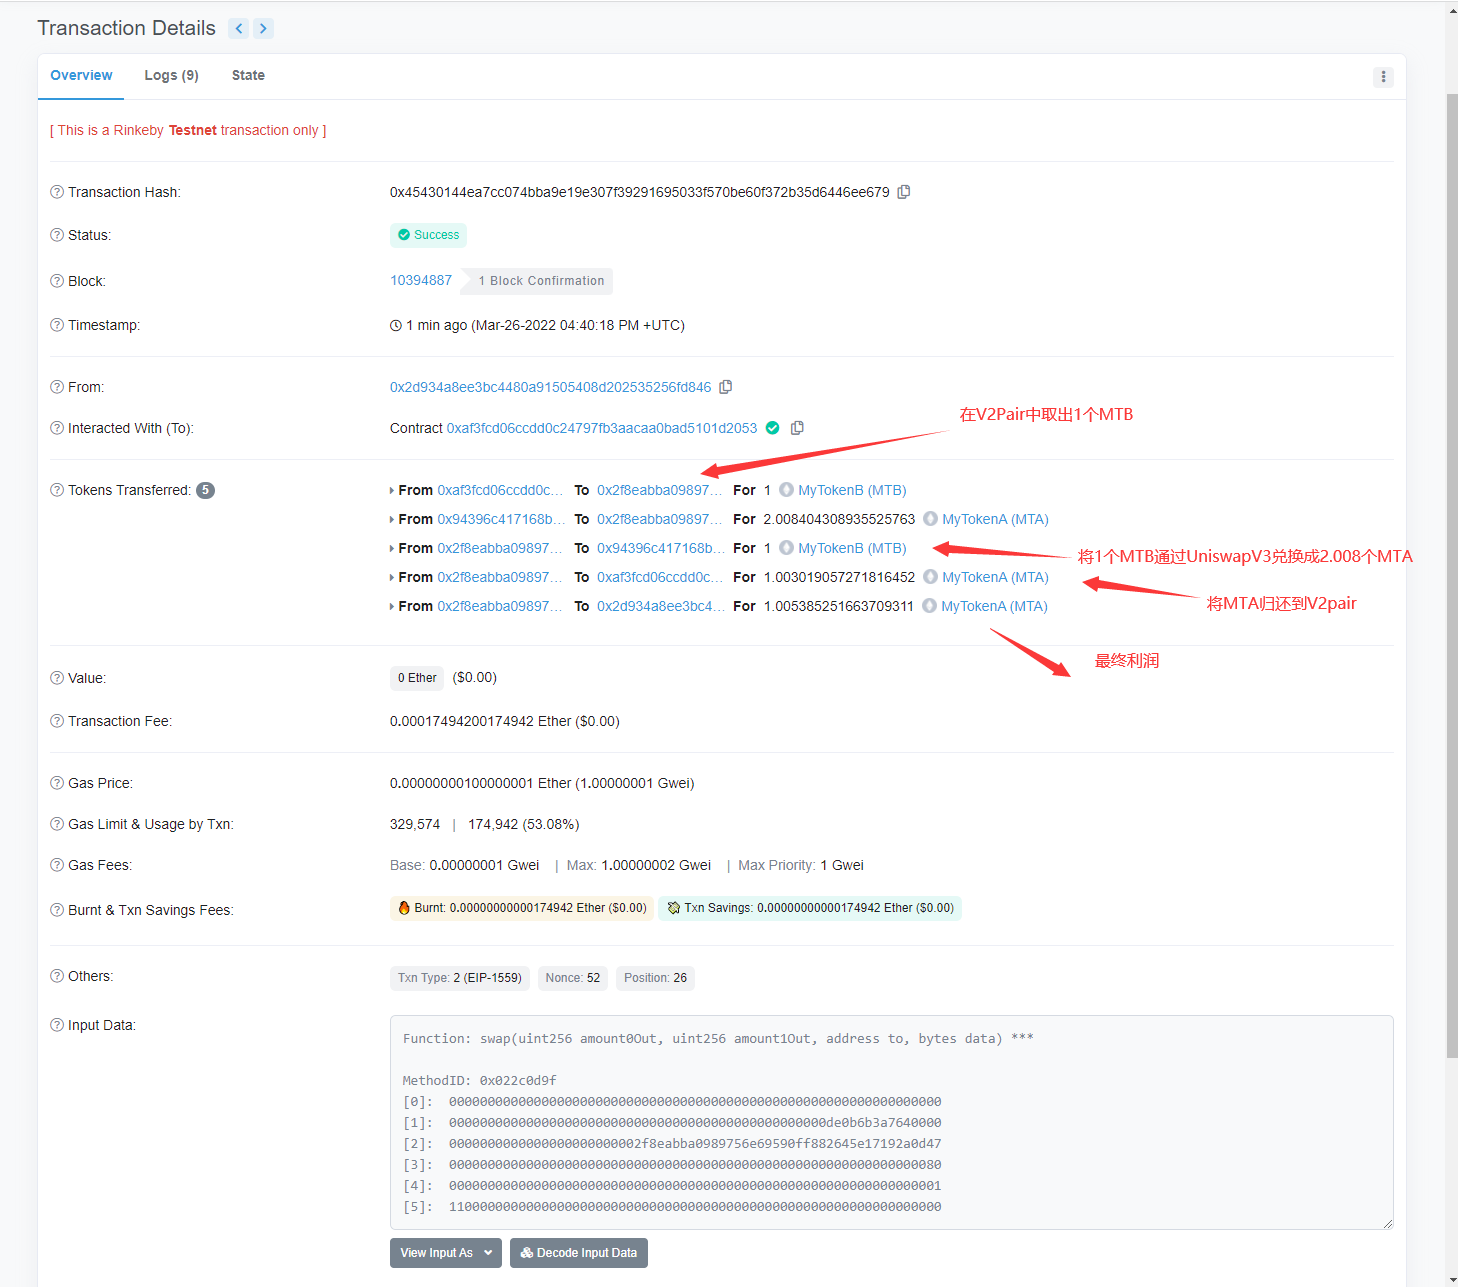 Transaction Details
Overview Logs (9) State
[ This is a Rinkeby Testnet transaction only ]
Transaction Hash: 0x45430144ea7cc074bba9e19e307f39291695033f570be60f372b35d6446ee679
Status: Success
Block: 10394887 1 Block Confirmation
Timestamp: 1 min ago (Mar-26-2022 04:40:18 PM +UTC)
From: 0x2d934a8ee3bc4480a91505408d202535256fd846
在V2Pair中取出1个MTB
Interacted With (To): Contract 0xaf3fcd06ccdd0c24797fb3aacaa0bad5101d2053
Tokens Transferred: 5 From 0xaf3fcd06ccdd0c... To 0x2f8eabba09897... For 1 MyTokenB (MTB)
From 0x94396c417168b... To 0x2f8eabba09897... For 2.008404308935525763 MyTokenA (MTA)
From 0x2f8eabba09897... To 0x94396c417168b... For 1 MyTokenB (MTB)
将1个MTB通过UniswapV3兑换成2.008个MTA
From 0x2f8eabba09897... To 0xaf3fcd06ccdd0c... For 1.003019057271816452 MyTokenA (MTA)
将MTA归还到V2pair
From 0x2f8eabba09897... To 0x2d934a8ee3bc4... For 1.005385251663709311 MyTokenA (MTA)
最终利润
Value: 0 Ether ($0.00)
Transaction Fee: 0.00017494200174942 Ether ($0.00)
Gas Price: 0.00000000100000001 Ether (1.00000001 Gwei)
Gas Limit & Usage by Txn: 329,574 | 174,942 (53.08%)
Gas Fees: Base: 0.00000001 Gwei | Max: 1.00000002 Gwei | Max Priority: 1 Gwei
Burnt & Txn Savings Fees: Burnt: 0.00000000000174942 Ether ($0.00) Txn Savings: 0.00000000000174942 Ether ($0.00)
Others: Txn Type: 2 (EIP-1559) Nonce: 52 Position: 26
Input Data:
Function: swap(uint256 amount0Out, uint256 amount1Out, address to, bytes data) ***
MethodID: 0x022c0d9f
[0]: 0000000000000000000000000000000000000000000000000000000000000000
[1]: 0000000000000000000000000000000000000000000000000de0b6b3a7640000
[2]: 0000000000000000000000002f8eabba0989756e69590ff882645e17192a0d47
[3]: 0000000000000000000000000000000000000000000000000000000000000080
[4]: 0000000000000000000000000000000000000000000000000000000000000001
[5]: 1100000000000000000000000000000000000000000000000000000000000000
View Input As Decode Input Data